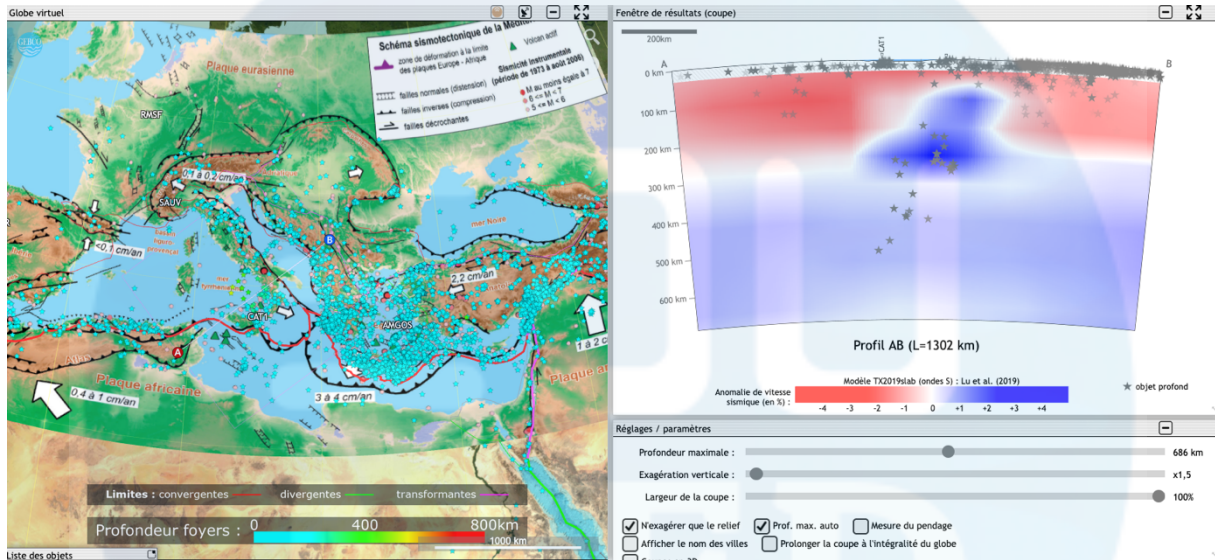 Globe virtuel
GEBCO
Schéma sismotectonique de la Médit
zone de déformation à la limite
des plaques Europe - Afrique
Volcan actif
Sismicité instrumentale
(période de 1973 à août 2006)
failles normales (distension)
M au moins égale à 7
6 <= M < 7
5 <= M < 6
failles inverses (compression)
failles décrochantes
Plaque eurasienne
RMSF
0,1 à 0,2 cm/an
SAUV
mer Noire
<0,1 cm/an
provençal
B
2,2 cm/an
CAT1
AMGOS
A
Atlas
Plaque africaine
0,4 à 1 cm/an
3 à 4 cm/an
1 à 2 c
Plaque a
Limites : convergentes divergentes transformantes
Profondeur foyers : 0 400 800km
1000 km
Liste des objets
Fenêtre de résultats (coupe)
200km
CAT1
A
B
0 km
100 km
200 km
300 km
400 km
500 km
600 km
Profil AB (L=1302 km)
Modèle TX2019slab (ondes S) : Lu et al. (2019)
Anomalie de vitesse
sismique (en %) :
-4 -3 -2 -1 0 +1 +2 +3 +4
objet profond
Réglages / paramètres
Profondeur maximale : 686 km
Exagération verticale : x1,5
Largeur de la coupe : 100%
N'exagérer que le relief Prof. max. auto Mesure du pendage
Afficher le nom des villes Prolonger la coupe à l'intégralité du globe